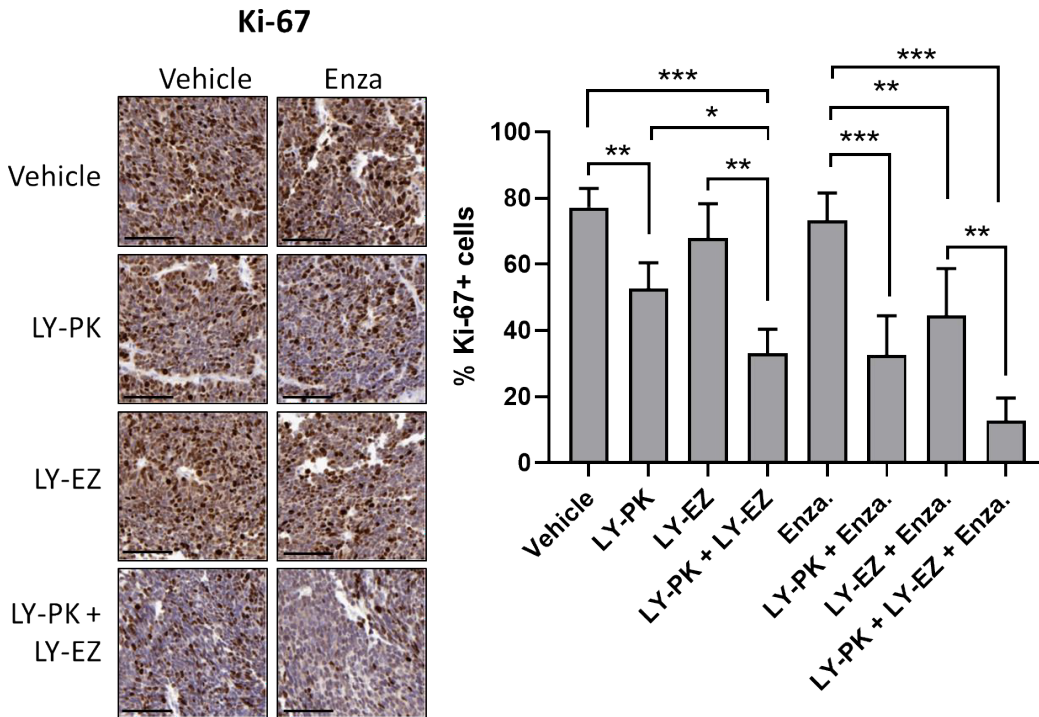 Ki-67
Vehicle Enza
Vehicle
LY-PK
LY-EZ
LY-PK +
LY-EZ
% Ki-67+ cells
100
80
60
40
20
0
***
*
**
**
***
**
***
**
Vehicle
LY-PK
LY-EZ
LY-PK + LY-EZ
Enza.
LY-PK + Enza.
LY-EZ + Enza.
LY-PK + LY-EZ + Enza.